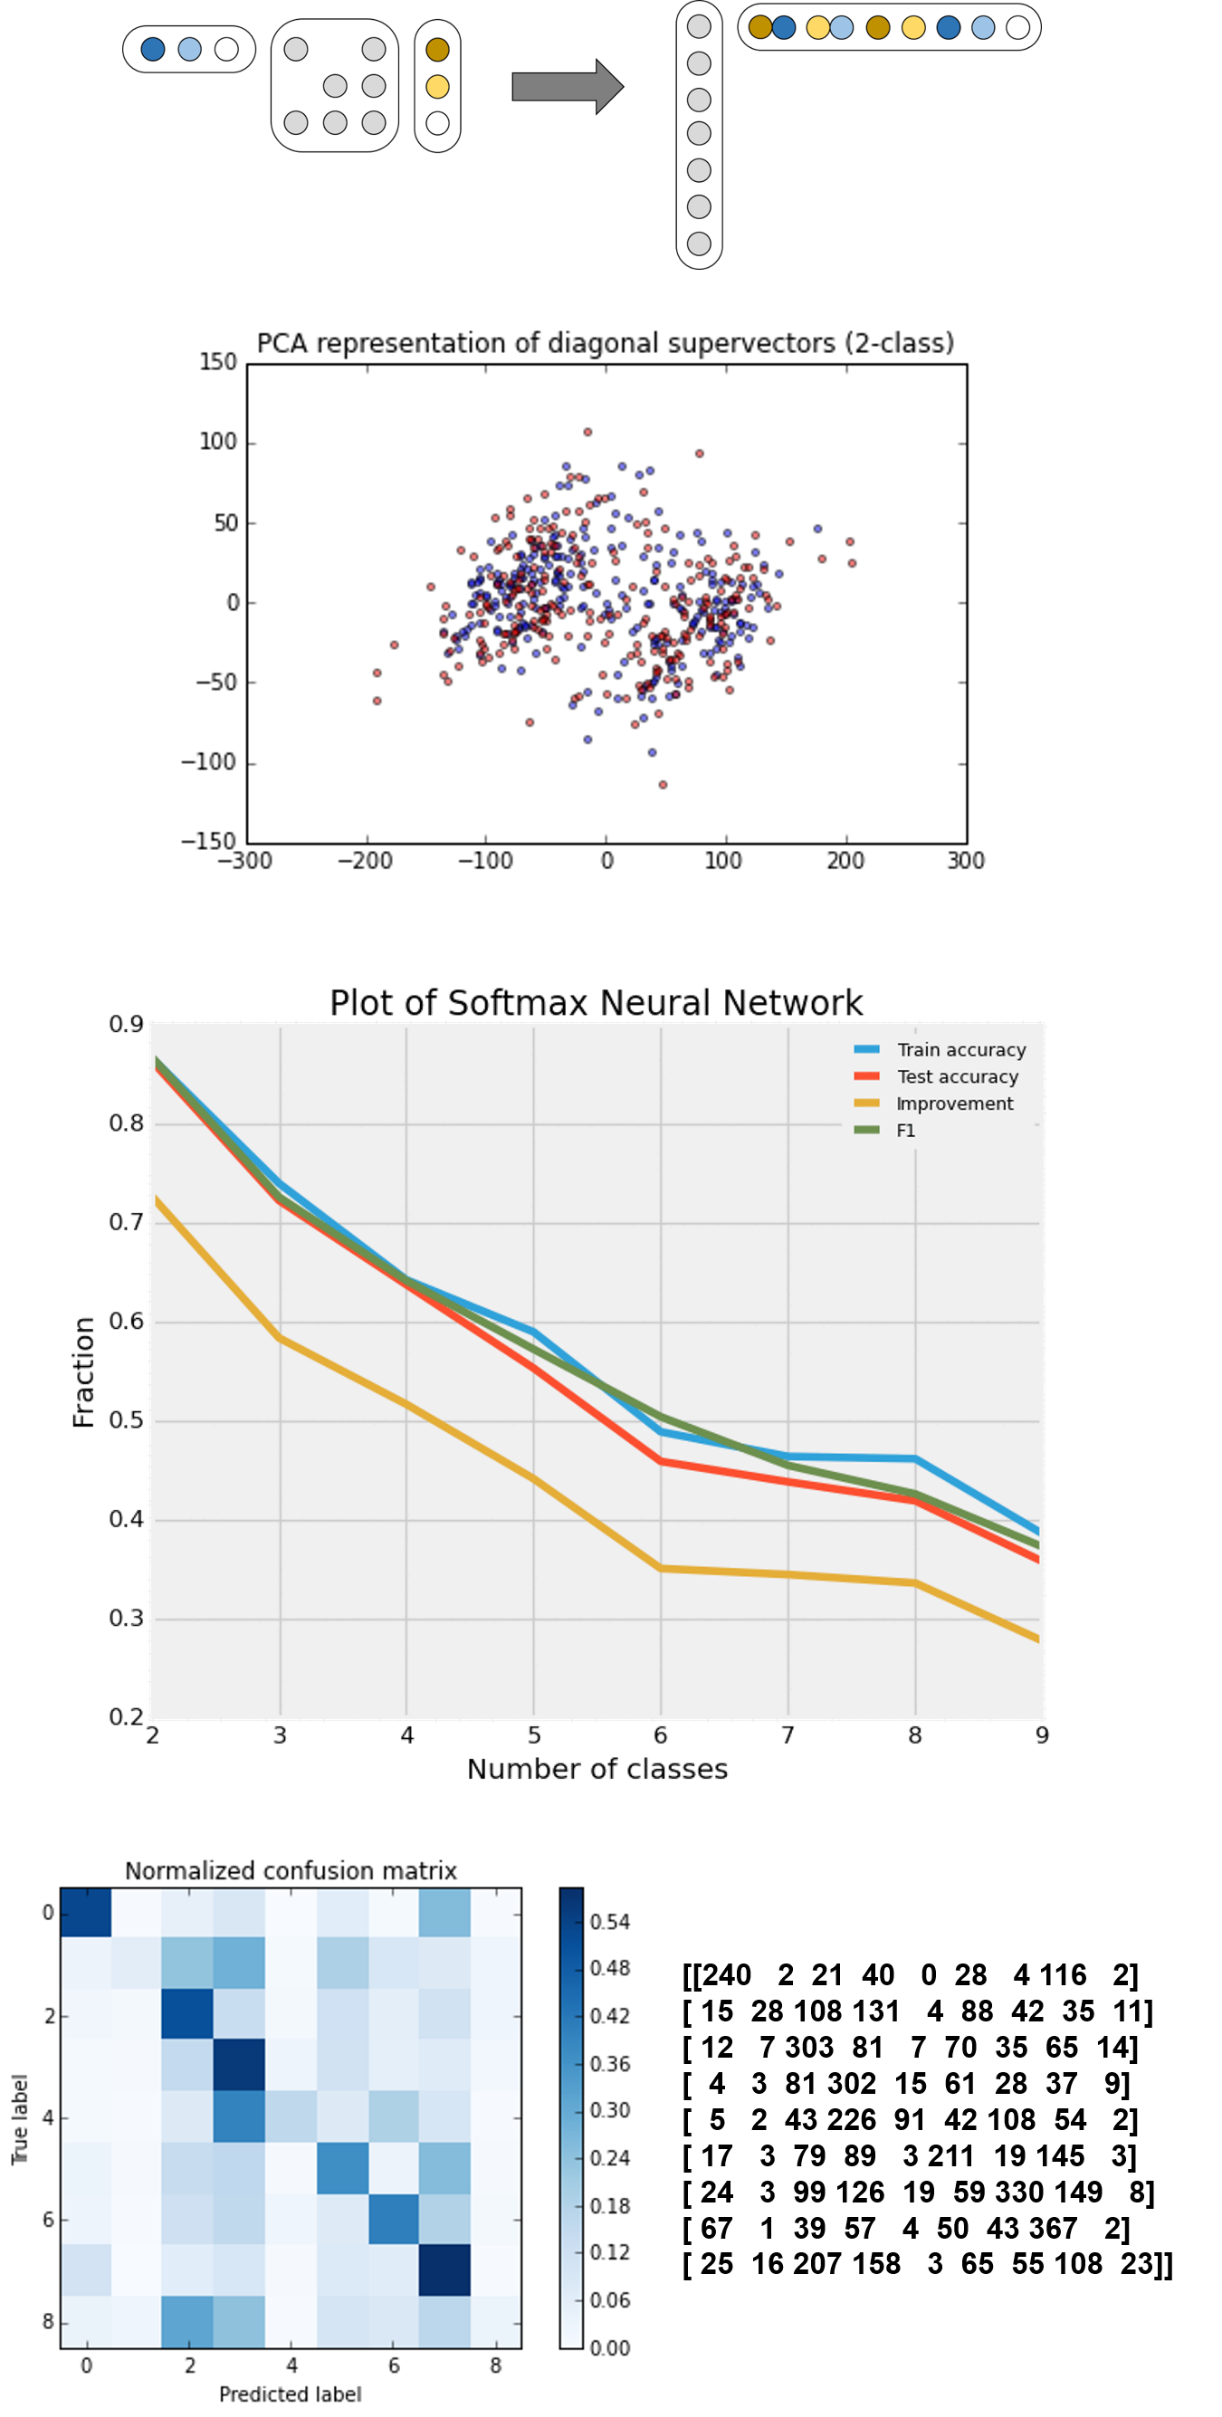 PCA representation of diagonal supervectors (2-class)
150
100
50
0
−50
−100
−150
−300 −200 −100 0 100 200 300
Plot of Softmax Neural Network
Train accuracy
Test accuracy
Improvement
F1
0.9
0.8
0.7
0.6
0.5
0.4
0.3
0.2
Fraction
2 3 4 5 6 7 8 9
Number of classes
Normalized confusion matrix
0
2
4
6
8
True label
0 2 4 6 8
Predicted label
0.54
0.48
0.42
0.36
0.30
0.24
0.18
0.12
0.06
0.00
[[240 2 21 40 0 28 4 116 2]
[ 15 28 108 131 4 88 42 35 11]
[ 12 7 303 81 7 70 35 65 14]
[ 4 3 81 302 15 61 28 37 9]
[ 5 2 43 226 91 42 108 54 2]
[ 17 3 79 89 3 211 19 145 3]
[ 24 3 99 126 19 59 330 149 8]
[ 67 1 39 57 4 50 43 367 2]
[ 25 16 207 158 3 65 55 108 23]]